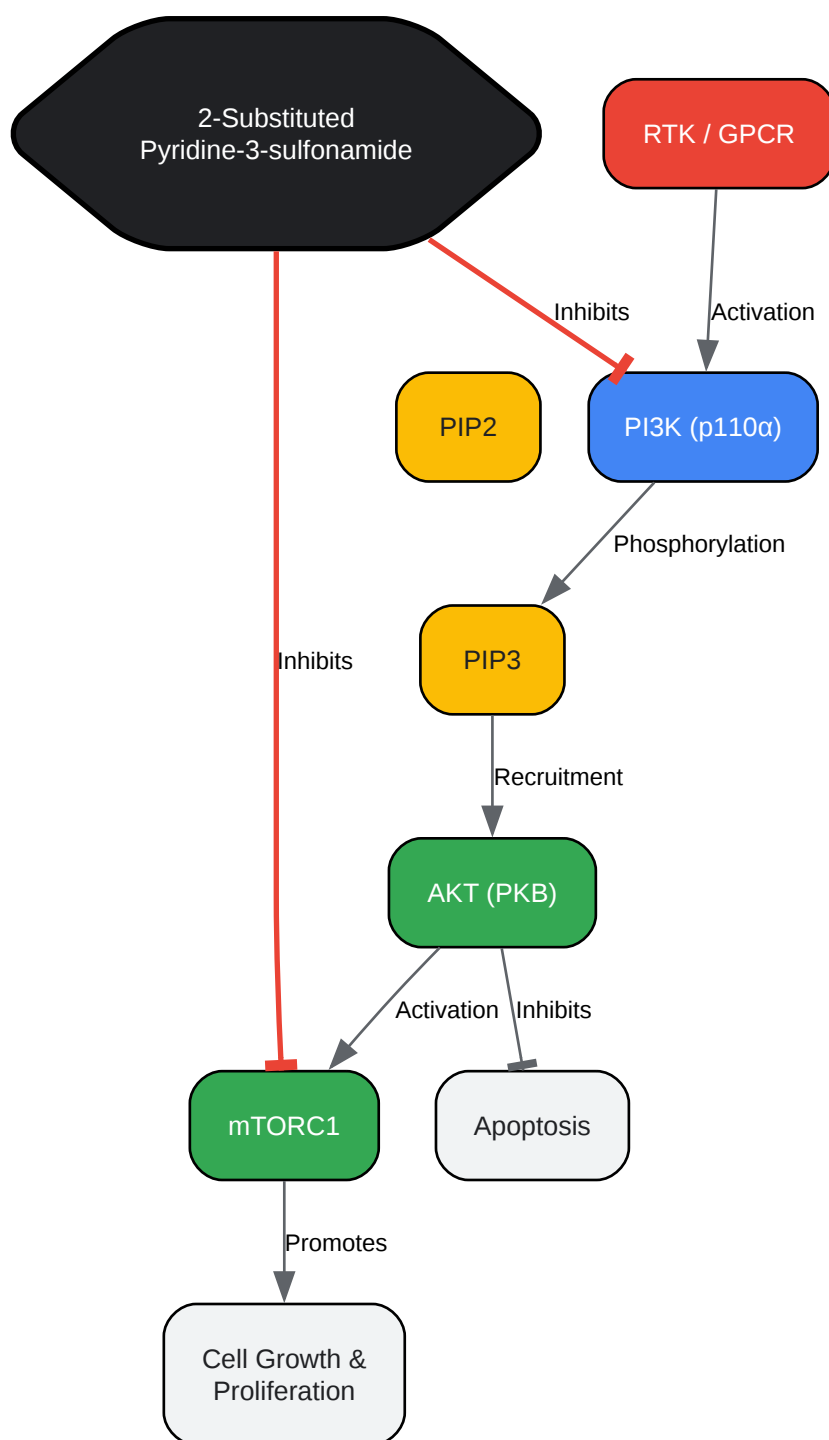 2-Substituted
Pyridine-3-sulfonamide
RTK / GPCR
Inhibits
Activation
PIP2
PI3K (p110α)
Phosphorylation
PIP3
Inhibits
Recruitment
AKT (PKB)
Activation
Inhibits
mTORC1
Apoptosis
Promotes
Cell Growth &
Proliferation